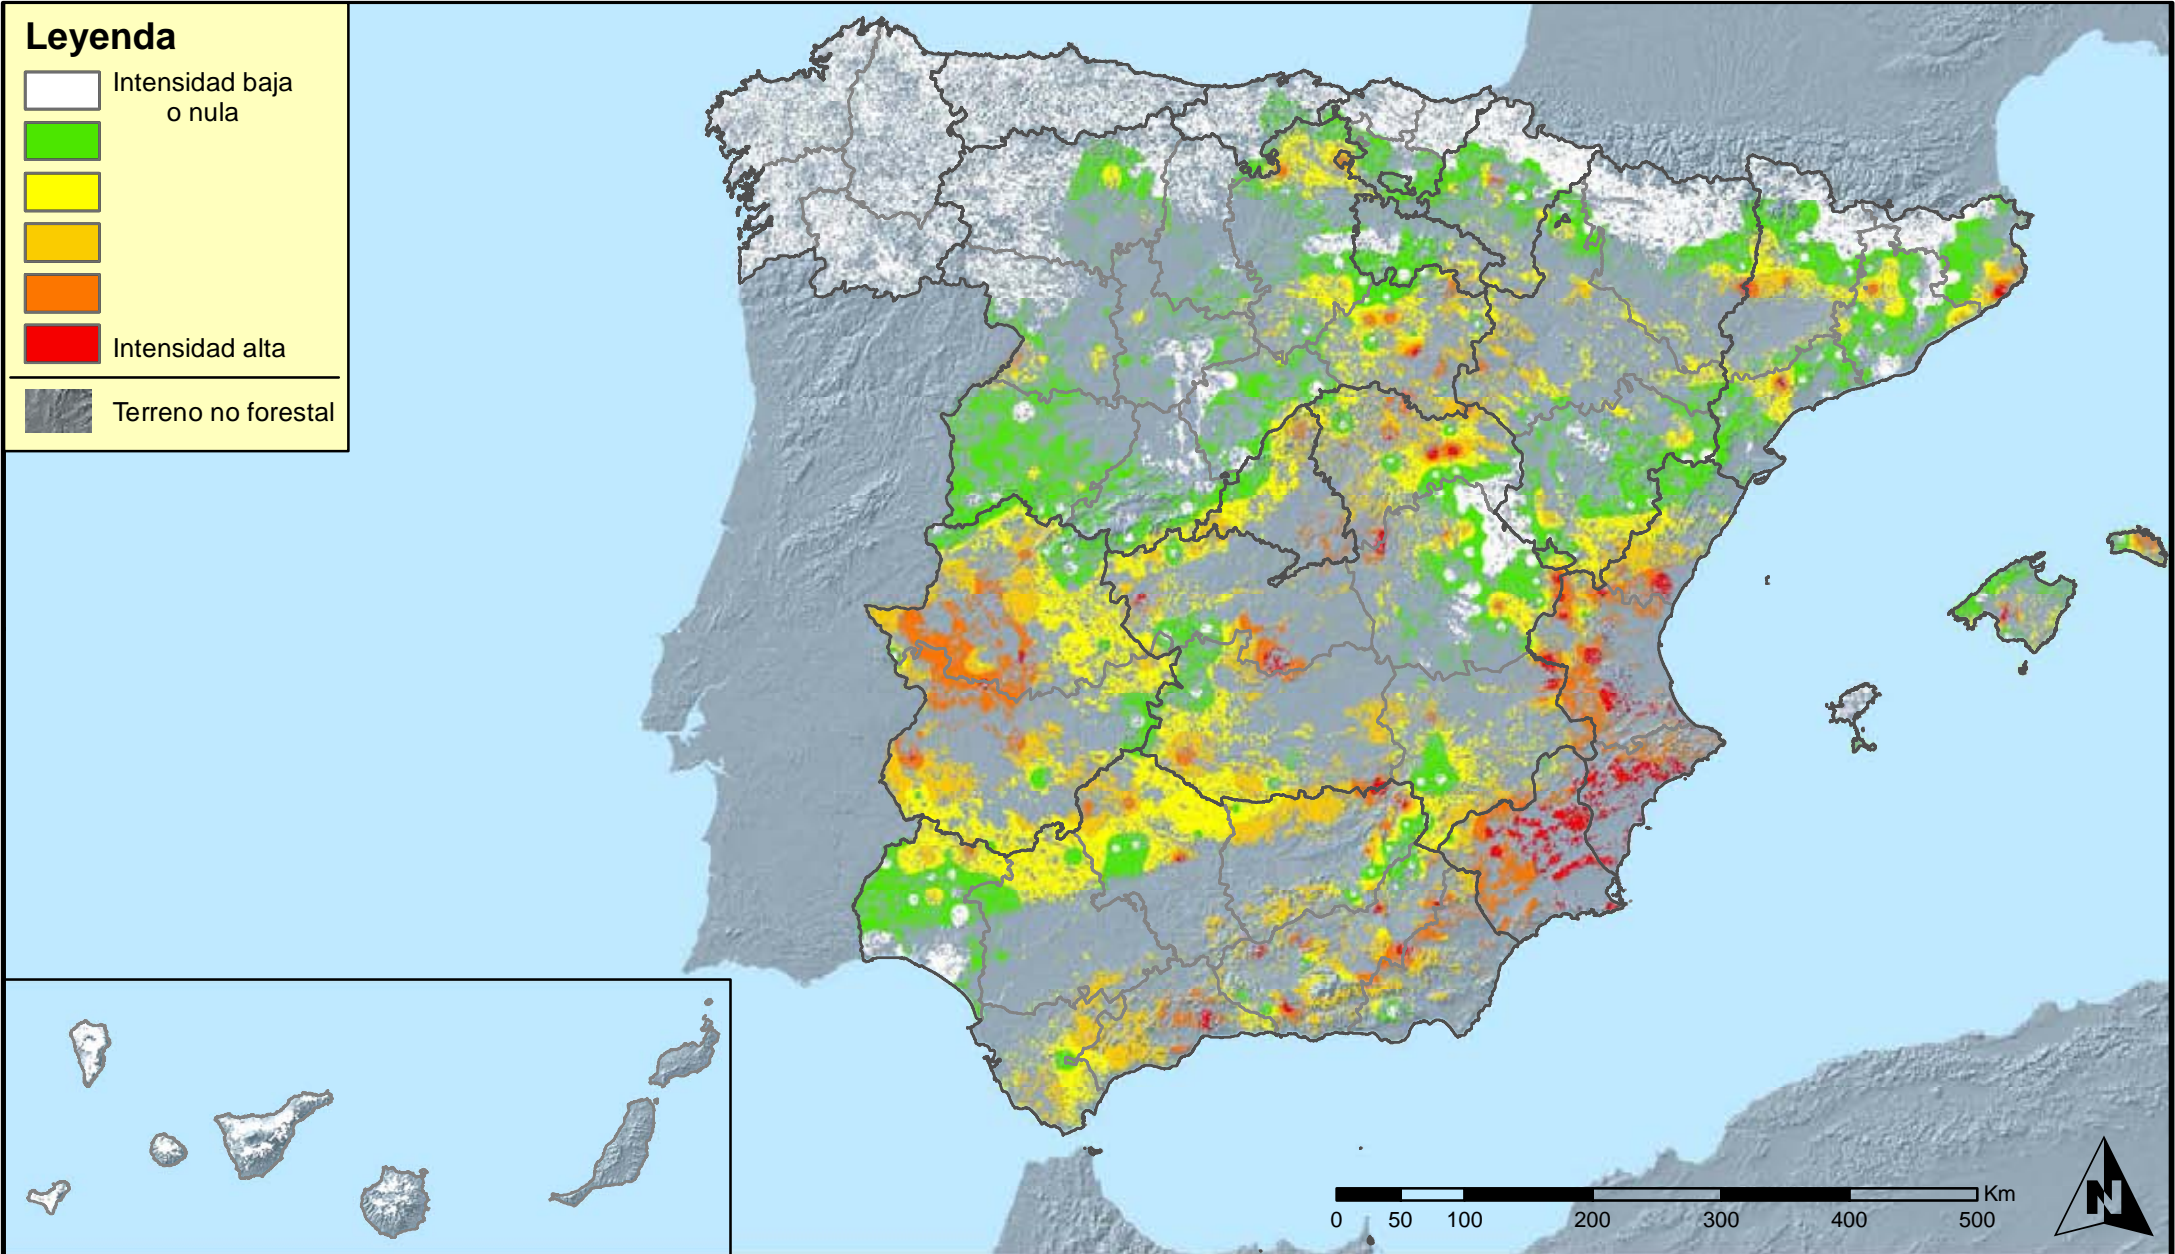 Leyenda
Intensidad baja
o nula
Intensidad alta
Terreno no forestal
Km
0 50 100 200 300 400 500
N